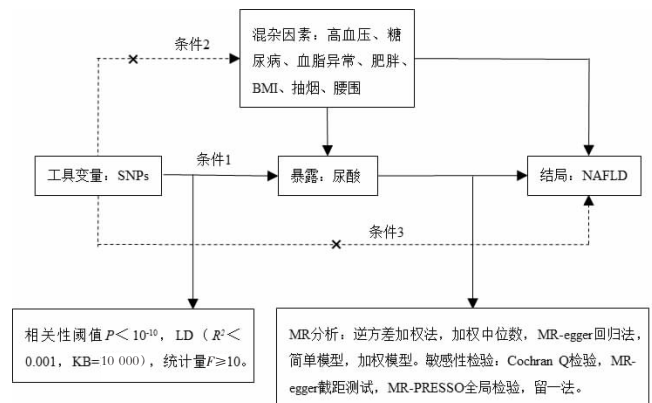 条件2
混杂因素：高血压、糖
尿病、血脂异常、肥胖、
BMI、抽烟、腰围
工具变量：SNPs
条件1
暴露：尿酸
结局：NAFLD
条件3
相关性阈值P＜10⁻¹⁰，LD（R²＜
0.001，KB=10 000），统计量F≥10。
MR分析：逆方差加权法，加权中位数，MR-egger回归法，
简单模型，加权模型。敏感性检验：Cochran Q检验，MR-
egger截距测试，MR-PRESSO全局检验，留一法。